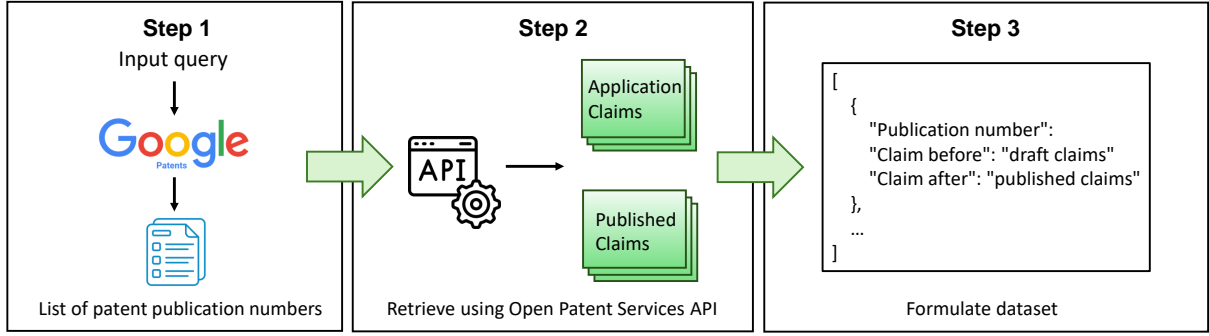 Step 1
Input query
Google
Patents
List of patent publication numbers
Step 2
API
Application
Claims
Published
Claims
Retrieve using Open Patent Services API
Step 3
[
{
"Publication number":
"Claim before": "draft claims"
"Claim after": "published claims"
},
…
]
Formulate dataset